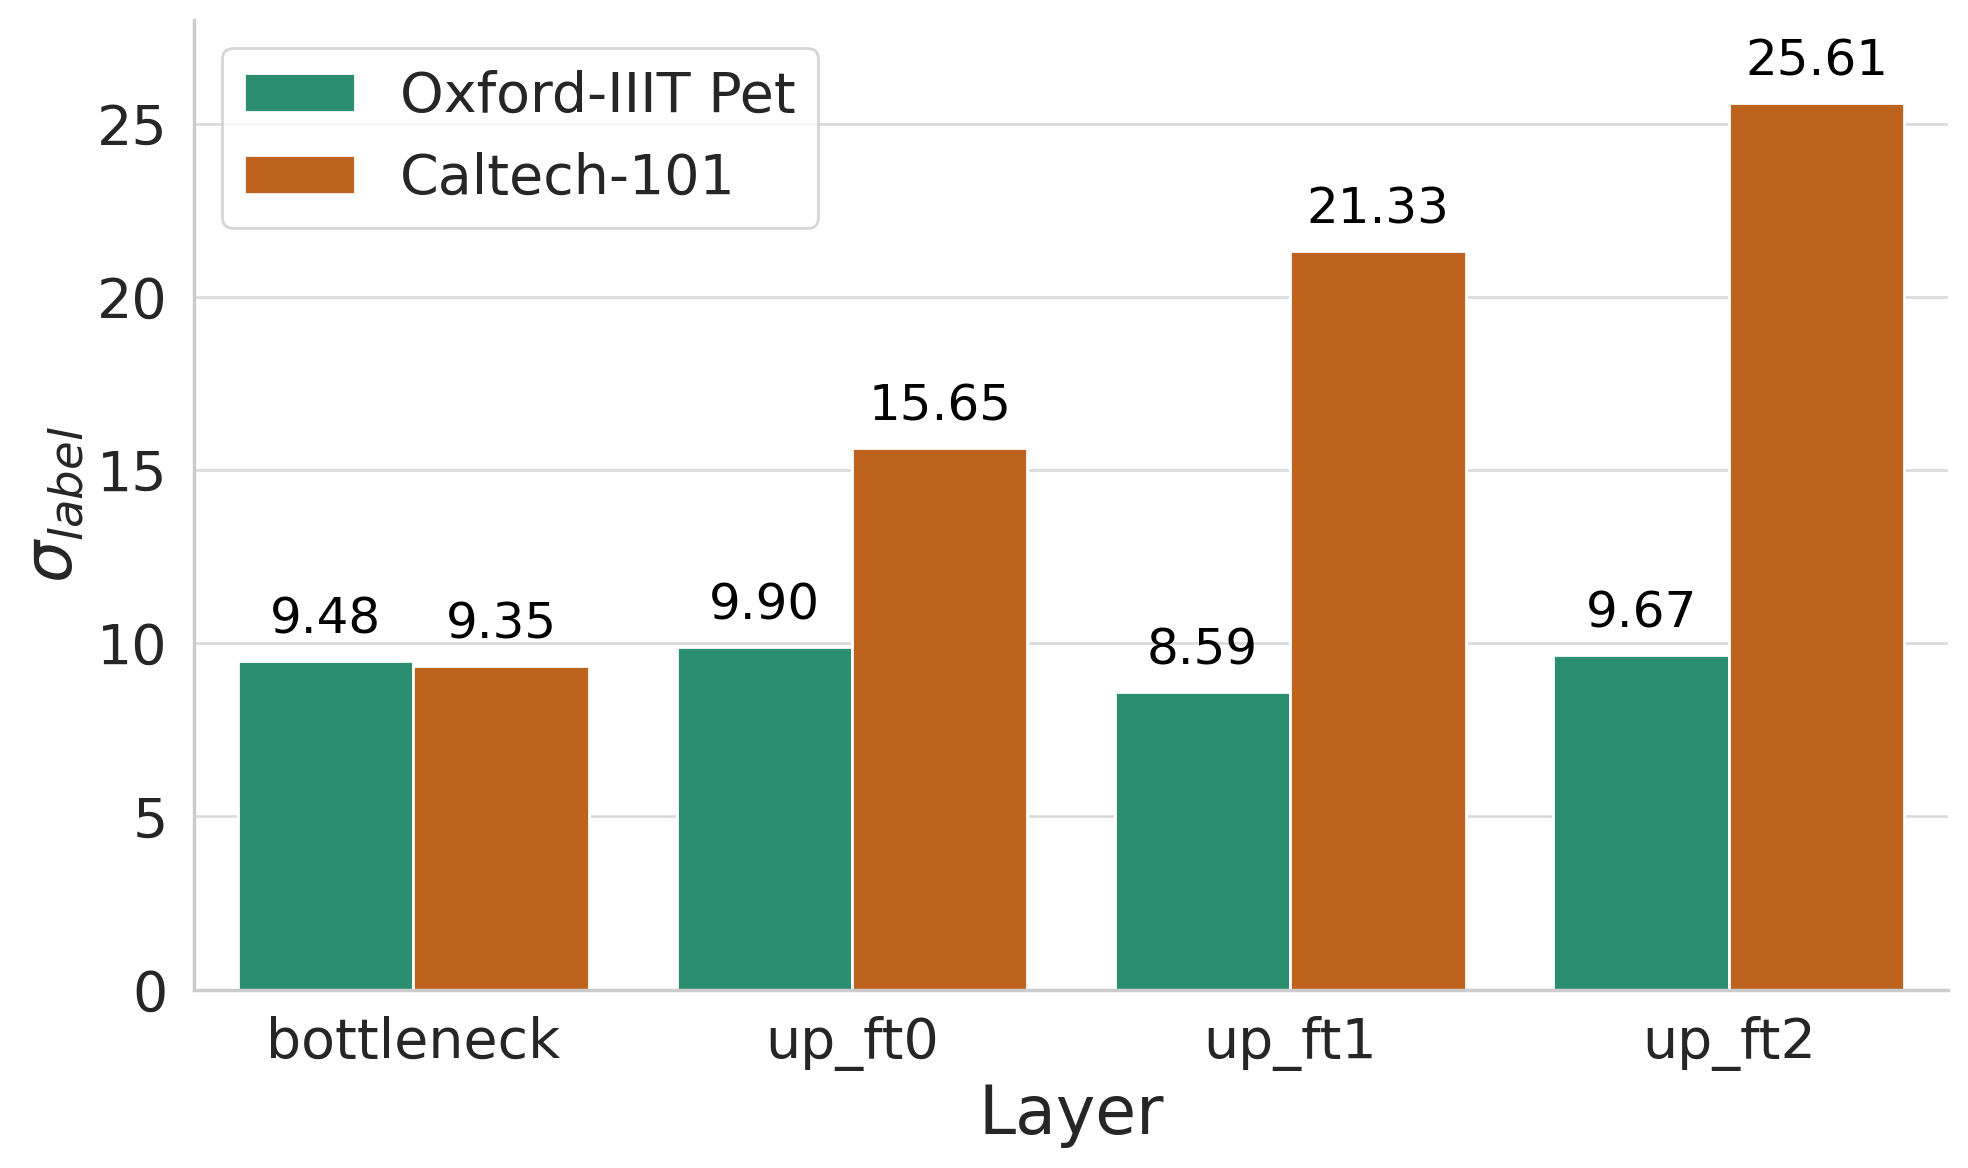 Oxford-IIIT Pet
Caltech-101
σ_label
25
20
15
10
5
0
9.48
9.35
9.90
15.65
8.59
21.33
9.67
25.61
bottleneck
up_ft0
up_ft1
up_ft2
Layer